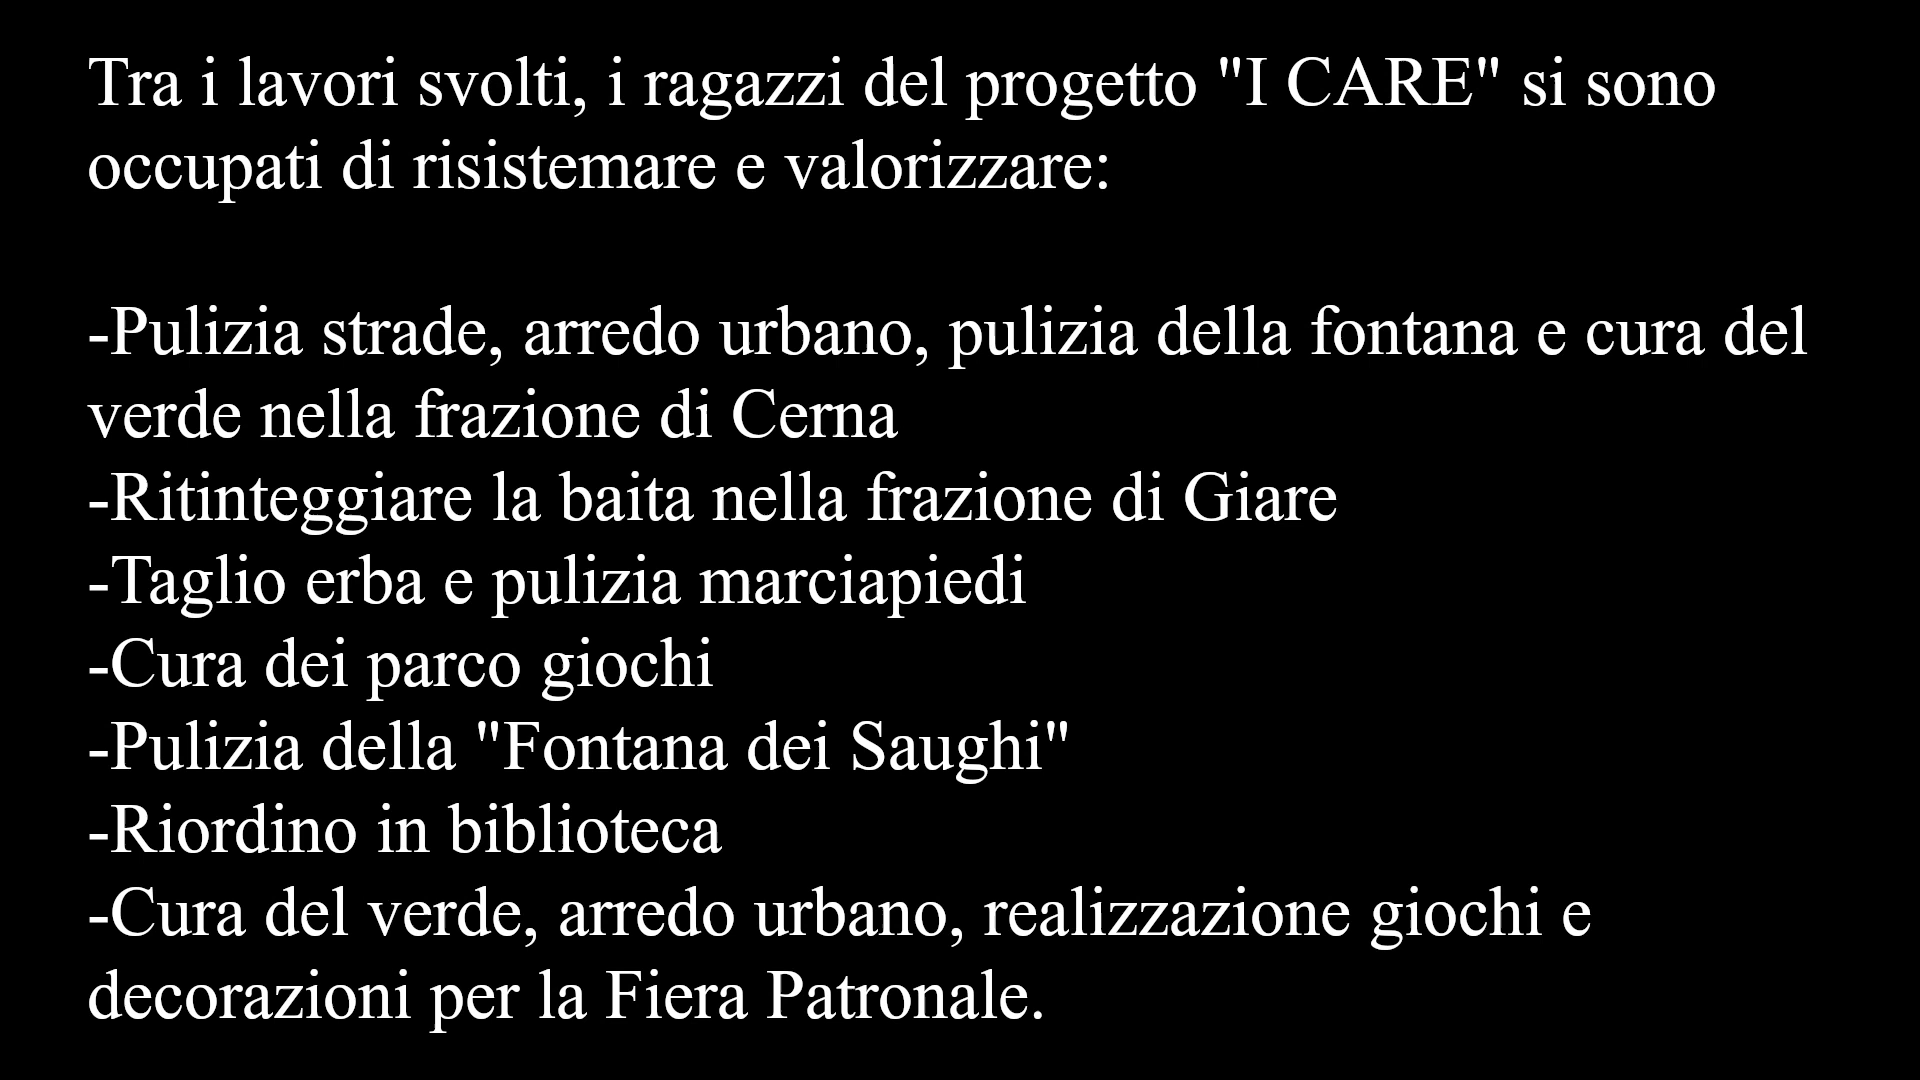 Tra i lavori svolti, i ragazzi del progetto "I CARE" si sono
occupati di risistemare e valorizzare:
-Pulizia strade, arredo urbano, pulizia della fontana e cura del
verde nella frazione di Cerna
-Ritinteggiare la baita nella frazione di Giare
-Taglio erba e pulizia marciapiedi
-Cura dei parco giochi
-Pulizia della "Fontana dei Saughi"
-Riordino in biblioteca
-Cura del verde, arredo urbano, realizzazione giochi e
decorazioni per la Fiera Patronale.